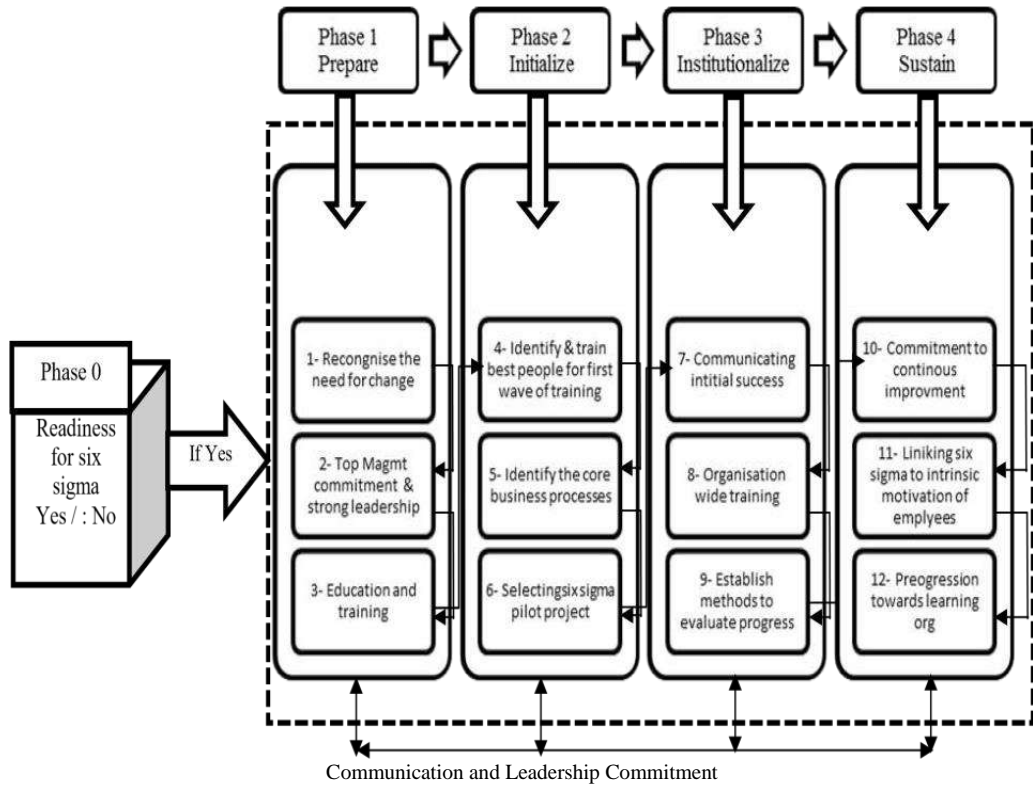 Phase 1
Prepare
Phase 2
Initialize
Phase 3
Institutionalize
Phase 4
Sustain
Phase 0
Readiness
for six
sigma
Yes / : No
If Yes
1- Recongnise the
need for change
2- Top Magmt
commitment &
strong leadership
3- Education and
training
4- Identify & train
best people for first
wave of training
5- Identify the core
business processes
6- Selectingsix sigma
pilot project
7- Communicating
intitial success
8- Organisation
wide training
9- Establish
methods to
evaluate progress
10- Commitment to
continous
improvment
11- Liniking six
sigma to intrinsic
motivation of
emplyees
12- Preogression
towards learning
org
Communication and Leadership Commitment